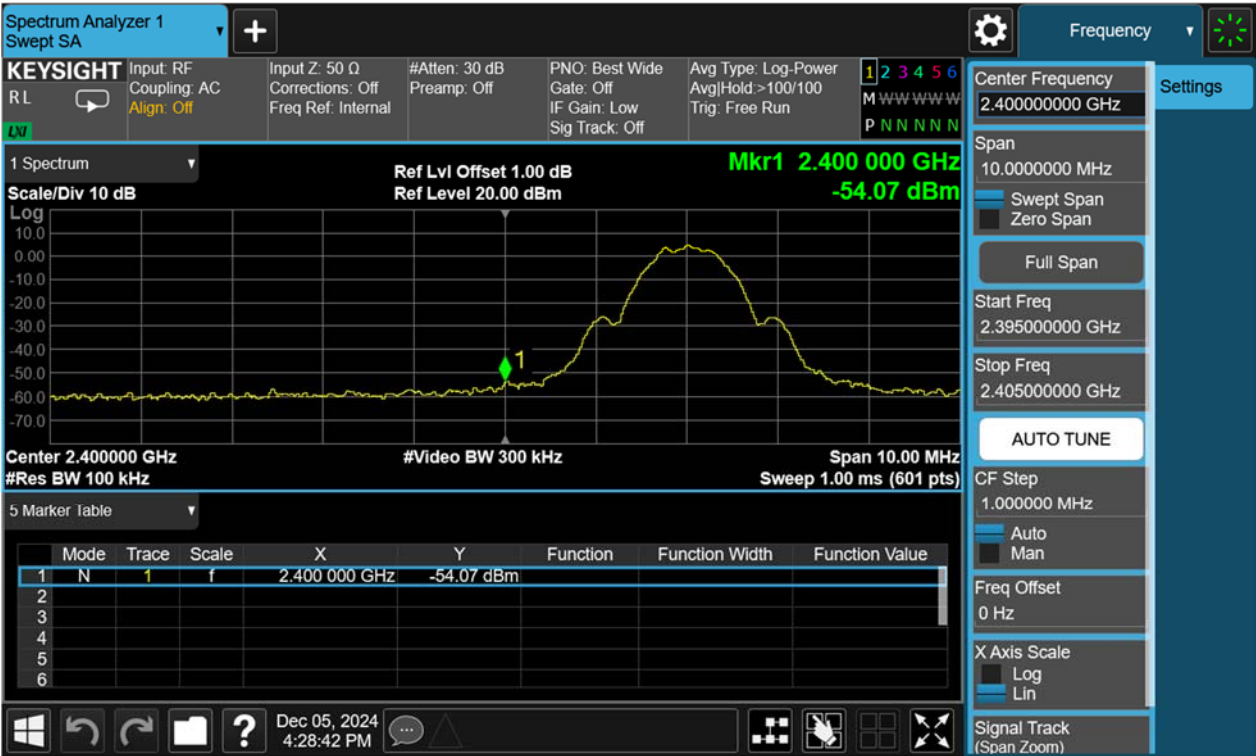 Spectrum Analyzer 1
Swept SA
Frequency
KEYSIGHT
R L
LXI
Input: RF
Coupling: AC
Align: Off
Input Z: 50 Ω
Corrections: Off
Freq Ref: Internal
#Atten: 30 dB
Preamp: Off
PNO: Best Wide
Gate: Off
IF Gain: Low
Sig Track: Off
Avg Type: Log-Power
Avg|Hold:>100/100
Trig: Free Run
1 2 3 4 5 6
M W W W W W
P N N N N N
1 Spectrum
Scale/Div 10 dB
Ref Lvl Offset 1.00 dB
Ref Level 20.00 dBm
Mkr1 2.400 000 GHz
-54.07 dBm
Log
10.0
0.00
-10.0
-20.0
-30.0
-40.0
-50.0
-60.0
-70.0
1
Center 2.400000 GHz
#Video BW 300 kHz
Span 10.00 MHz
#Res BW 100 kHz
Sweep 1.00 ms (601 pts)
5 Marker Table
Mode Trace Scale X Y Function Function Width Function Value
1 N 1 f 2.400 000 GHz -54.07 dBm
2
3
4
5
6
Dec 05, 2024
4:28:42 PM
Settings
Center Frequency
2.400000000 GHz
Span
10.0000000 MHz
Swept Span
Zero Span
Full Span
Start Freq
2.395000000 GHz
Stop Freq
2.405000000 GHz
AUTO TUNE
CF Step
1.000000 MHz
Auto
Man
Freq Offset
0 Hz
X Axis Scale
Log
Lin
Signal Track
(Span Zoom)